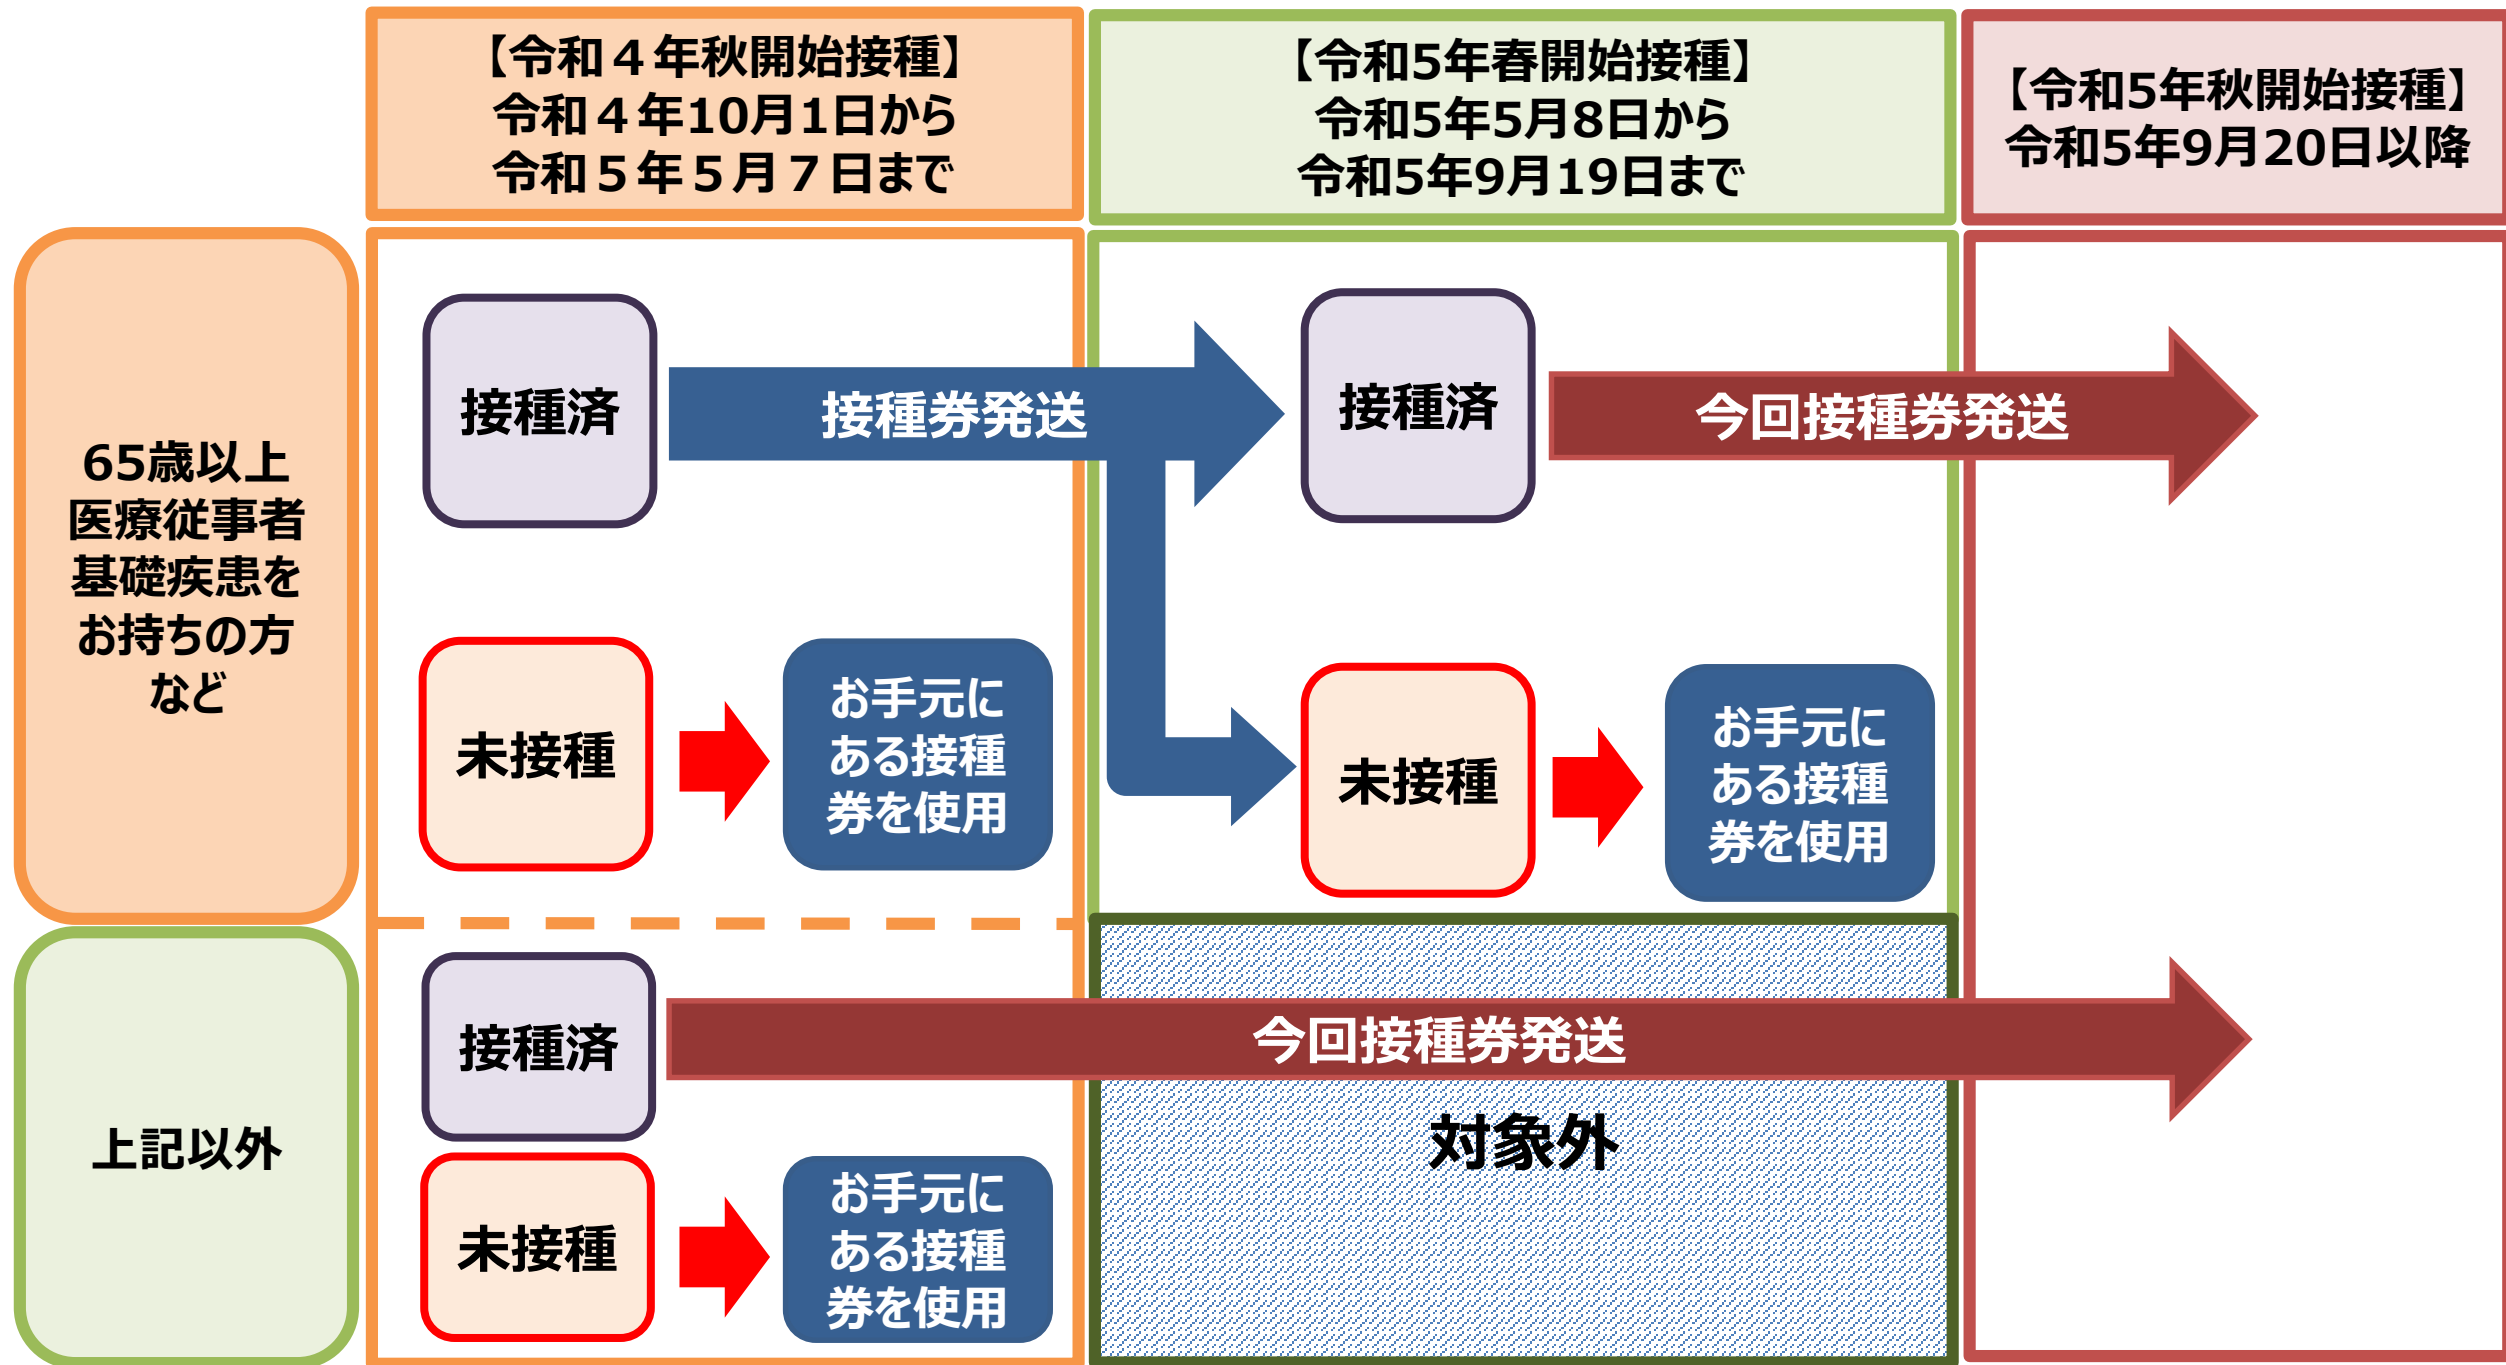 【令和４年秋開始接種】
令和４年10月1日から
令和５年５月７日まで
【令和5年春開始接種】
令和5年5月8日から
令和5年9月19日まで
【令和5年秋開始接種】
令和5年9月20日以降
65歳以上
医療従事者
基礎疾患を
お持ちの方
など
接種済
接種券発送
接種済
今回接種券発送
未接種
お手元に
ある接種
券を使用
未接種
お手元に
ある接種
券を使用
上記以外
接種済
今回接種券発送
対象外
未接種
お手元に
ある接種
券を使用